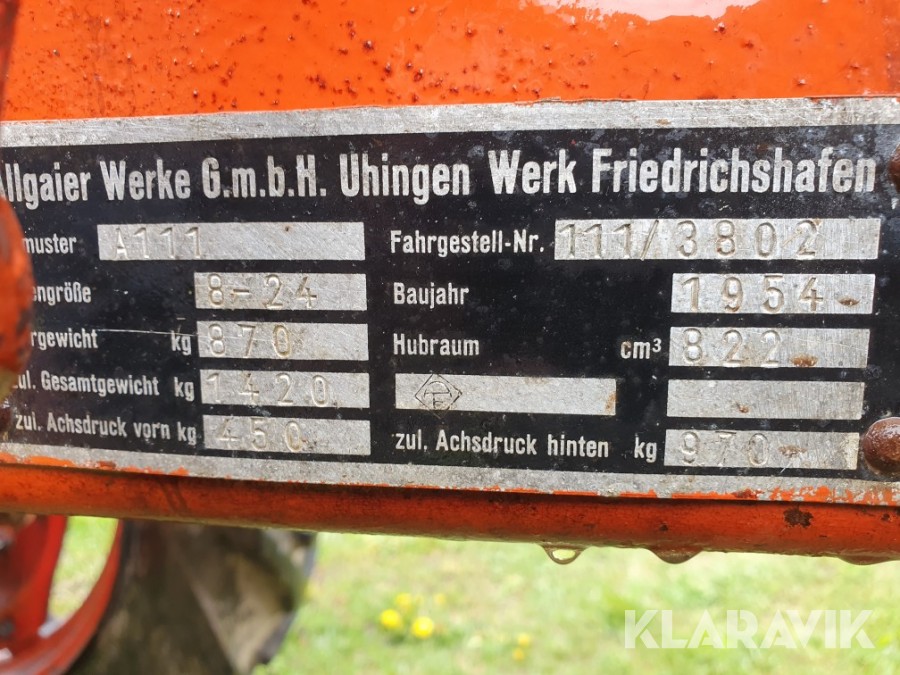 Allgaier Werke G.m.b.H. Uhingen Werk Friedrichshafen
muster A111 Fahrgestell-Nr. 111/3802
engröße 8-24 Baujahr 1954
rgewicht kg 870 Hubraum cm³ 822
zul. Gesamtgewicht kg 1420
zul. Achsdruck vorn kg 450 zul. Achsdruck hinten kg 970
KLARAVIK